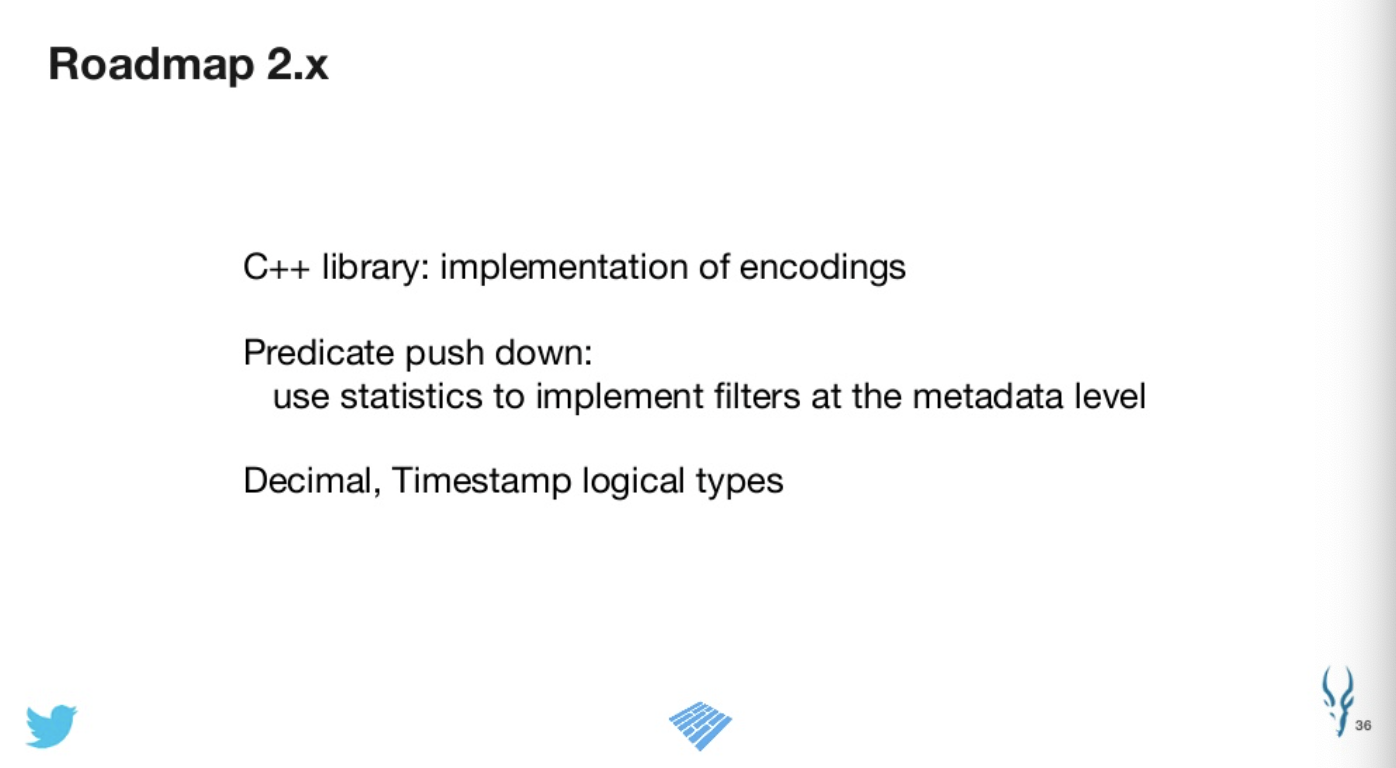 Roadmap 2.x
C++ library: implementation of encodings
Predicate push down:
use statistics to implement filters at the metadata level
Decimal, Timestamp logical types
36